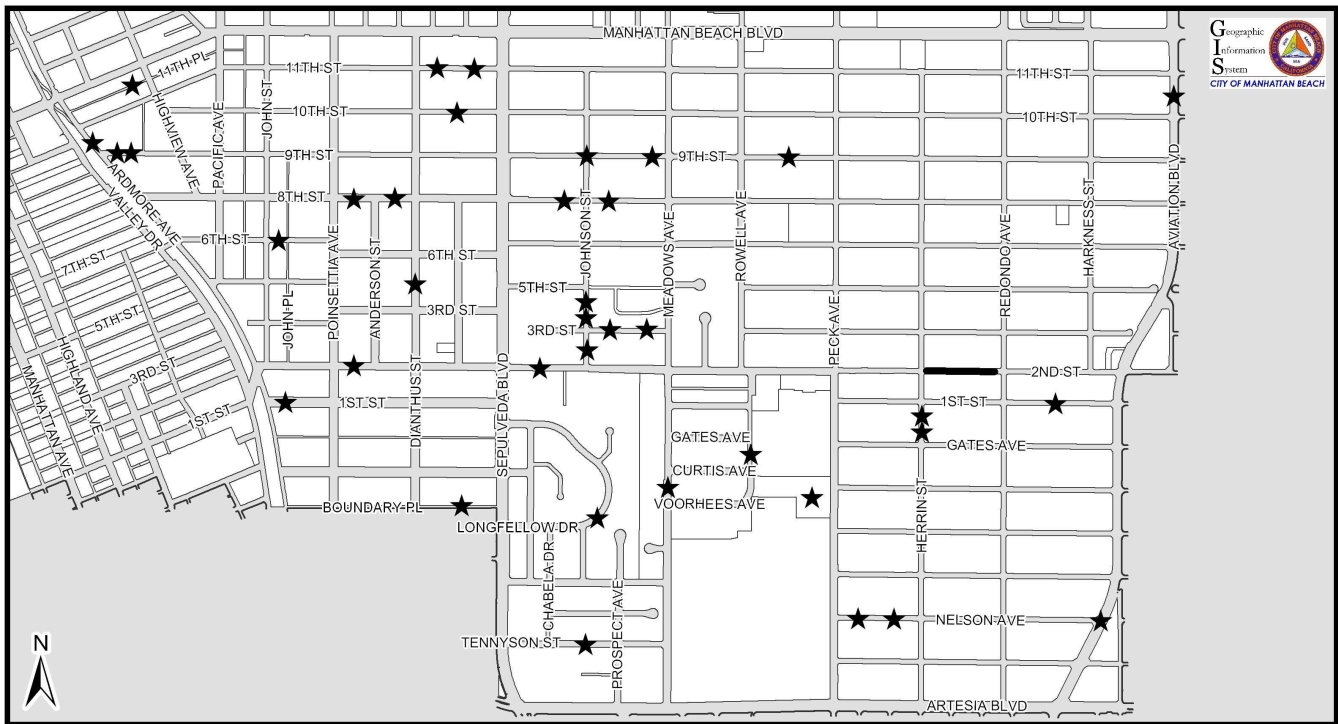 MANHATTAN BEACH BLVD
Geographic
Information
System
CITY OF MANHATTAN BEACH
11TH PL
11TH ST
11TH ST
HIGHVIEW AVE
PACIFIC AVE
JOHN ST
10TH ST
10TH ST
9TH ST
9TH ST
ARDMORE AVE
VALLEY DR
8TH ST
POINSETTIA AVE
ANDERSON ST
JOHNSON ST
MEADOWS AVE
ROWELL AVE
REDONDO AVE
HARKNESS ST
AVIATION BLVD
6TH ST
6TH ST
7TH ST
5TH ST
5TH ST
3RD ST
3RD ST
3RD ST
JOHN PL
HIGHLAND AVE
MANHATTAN AVE
PECK AVE
2ND ST
1ST ST
1ST ST
1ST ST
DIANTHUS ST
SEPULVEDA BLVD
GATES AVE
GATES AVE
CURTIS AVE
VOORHEES AVE
HERRIN ST
BOUNDARY PL
LONGFELLOW DR
CHABELA DR
PROSPECT AVE
NELSON AVE
TENNYSON ST
N
ARTESIA BLVD